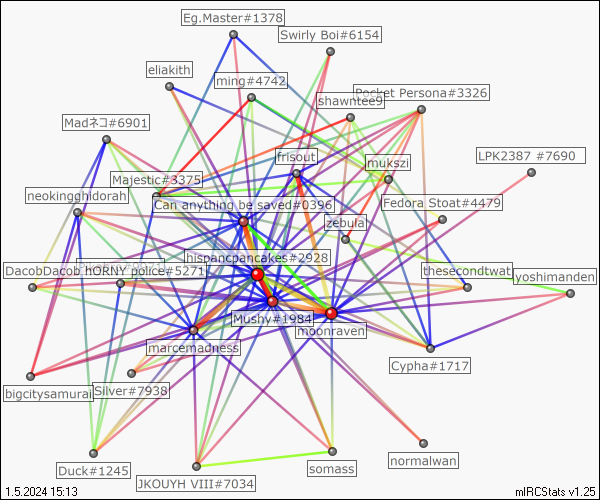 Eg.Master#1378
Swirly Boi#6154
eliakith
ming#4742
Pocket Persona#3326
shawntee9
Madネコ#6901
frisout
mukszi
LPK2387 #7690
Majestic#3375
neokingghidorah
Can anything be saved#0396
Fedora Stoat#4479
zebula
hispancpancakes#2928
DacobDacob
HORNY police#5271
thesecondtwat
yoshimanden
Mushy#1984
moonraven
marcemadness
Cypha#1717
bigcitysamurai
Silver#7938
normalwan
Duck#1245
somass
JKOUYH VIII#7034
1.5.2024 15:13
mIRCStats v1.25